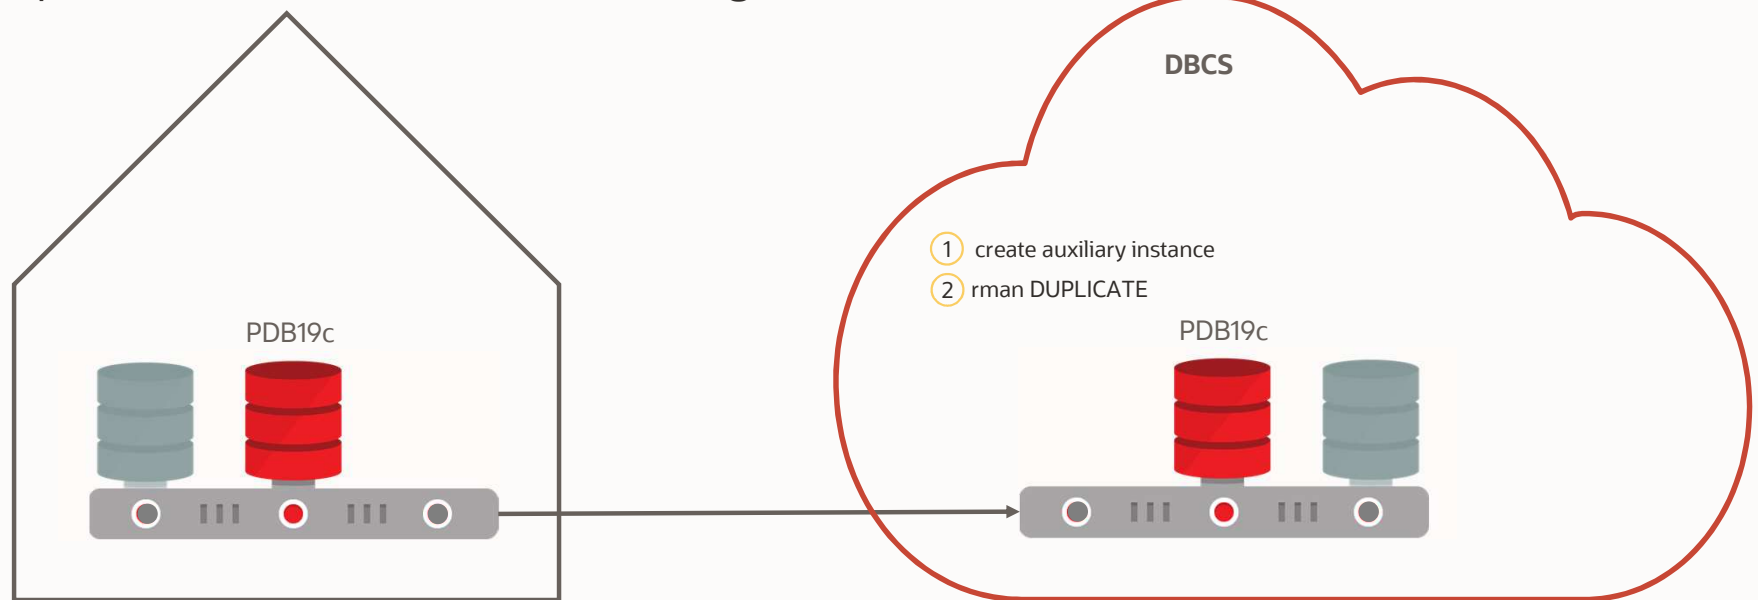 DBCS
1 create auxiliary instance
2 rman DUPLICATE
PDB19c
PDB19c